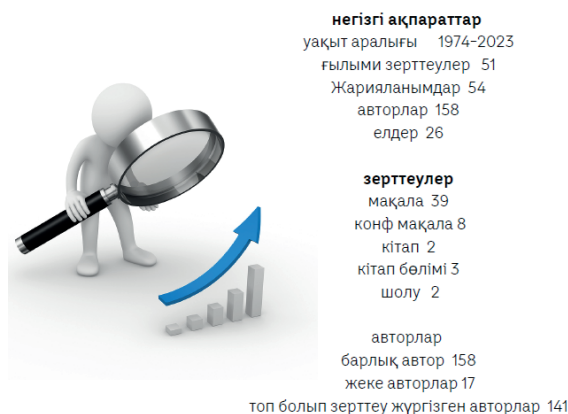 негізгі ақпараттар
уақыт аралығы 1974-2023
ғылыми зерттеулер 51
Жарияланымдар 54
авторлар 158
елдер 26
зерттеулер
мақала 39
конф мақала 8
кітап 2
кітап бөлімі 3
шолу 2
авторлар
барлық автор 158
жеке авторлар 17
топ болып зерттеу жүргізген авторлар 141